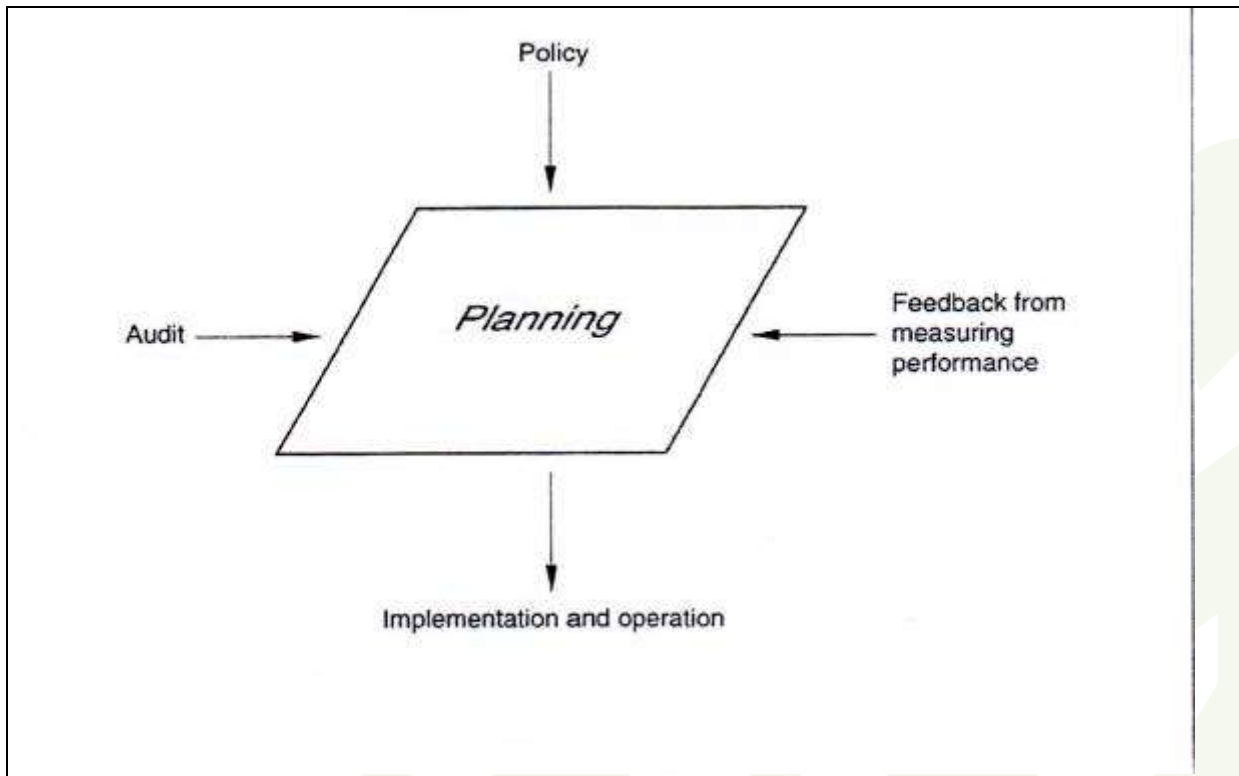 Policy
Planning
Audit
Feedback from
measuring
performance
Implementation and operation